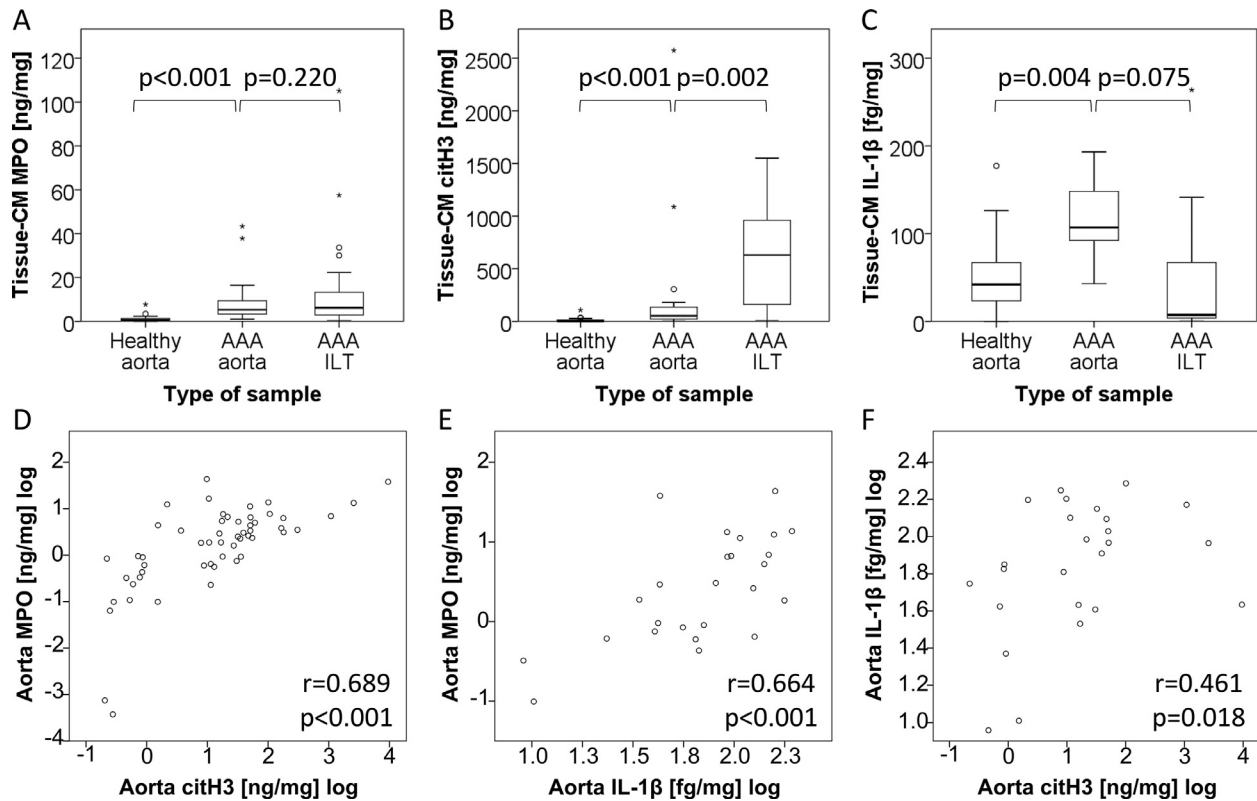 A
Tissue-CM MPO [ng/mg]
120
100
80
60
40
20
0
p<0.001
p=0.220
Healthy
aorta
AAA
aorta
AAA
ILT
Type of sample
B
Tissue-CM citH3 [ng/mg]
2500
2000
1500
1000
500
0
p<0.001
p=0.002
Healthy
aorta
AAA
aorta
AAA
ILT
Type of sample
C
Tissue-CM IL-1β [fg/mg]
300
200
100
0
p=0.004
p=0.075
Healthy
aorta
AAA
aorta
AAA
ILT
Type of sample
D
Aorta MPO [ng/mg] log
2
1
0
-1
-2
-3
-4
r=0.689
p<0.001
-1 0 1 2 3 4
Aorta citH3 [ng/mg] log
E
Aorta MPO [ng/mg] log
2
1
0
-1
r=0.664
p<0.001
1.0 1.3 1.5 1.8 2.0 2.3
Aorta IL-1β [fg/mg] log
F
Aorta IL-1β [fg/mg] log
2.4
2.2
2.0
1.8
1.6
1.4
1.2
1.0
r=0.461
p=0.018
-1 0 1 2 3 4
Aorta citH3 [ng/mg] log